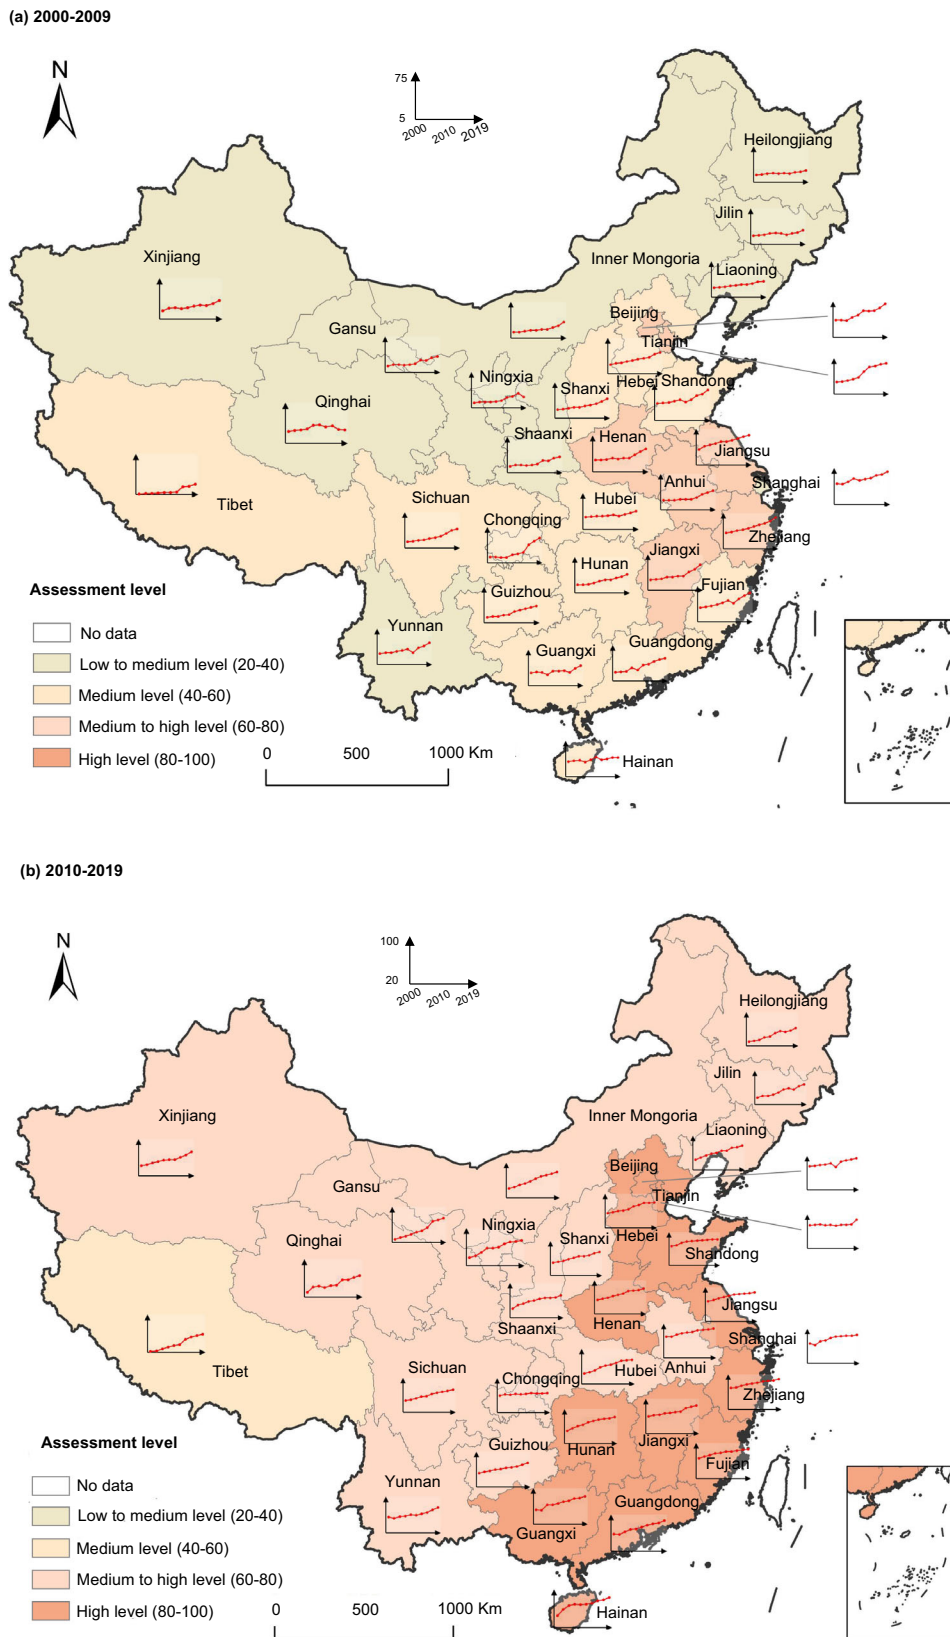 (a) 2000-2009
N
75
5
2000
2010
2019
Heilongjiang
Jilin
Xinjiang
Inner Mongoria
Liaoning
Gansu
Beijing
Tianjin
Ningxia
Shanxi
Hebei
Shandong
Qinghai
Shaanxi
Henan
Jiangsu
Anhui
Shanghai
Tibet
Sichuan
Hubei
Chongqing
Zhejiang
Jiangxi
Hunan
Guizhou
Fujian
Yunnan
Guangxi
Guangdong
Hainan
Assessment level
No data
Low to medium level (20-40)
Medium level (40-60)
Medium to high level (60-80)
High level (80-100)
0 500 1000 Km
(b) 2010-2019
N
100
20
2000
2010
2019
Heilongjiang
Jilin
Xinjiang
Inner Mongoria
Liaoning
Beijing
Gansu
Tianjin
Ningxia
Qinghai
Shanxi
Hebei
Shandong
Jiangsu
Shaanxi
Henan
Shanghai
Tibet
Sichuan
Chongqing
Hubei
Anhui
Zhejiang
Guizhou
Hunan
Jiangxi
Fujian
Yunnan
Guangxi
Guangdong
Hainan
Assessment level
No data
Low to medium level (20-40)
Medium level (40-60)
Medium to high level (60-80)
High level (80-100)
0 500 1000 Km